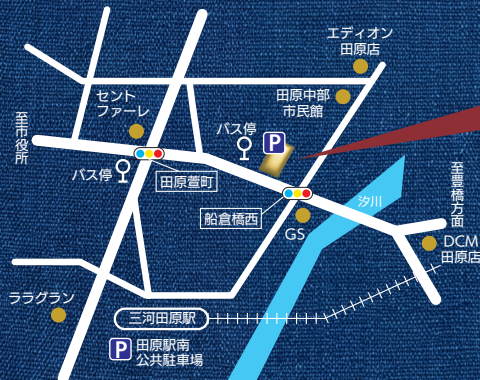 エディオン
田原店
セント
ファーレ
田原中部
市民館
至市役所
バス停
P
バス停
田原萱町
至豊橋方面
汐川
船倉橋西
GS
DCM
田原店
ララグラン
三河田原駅
P
田原駅南
公共駐車場